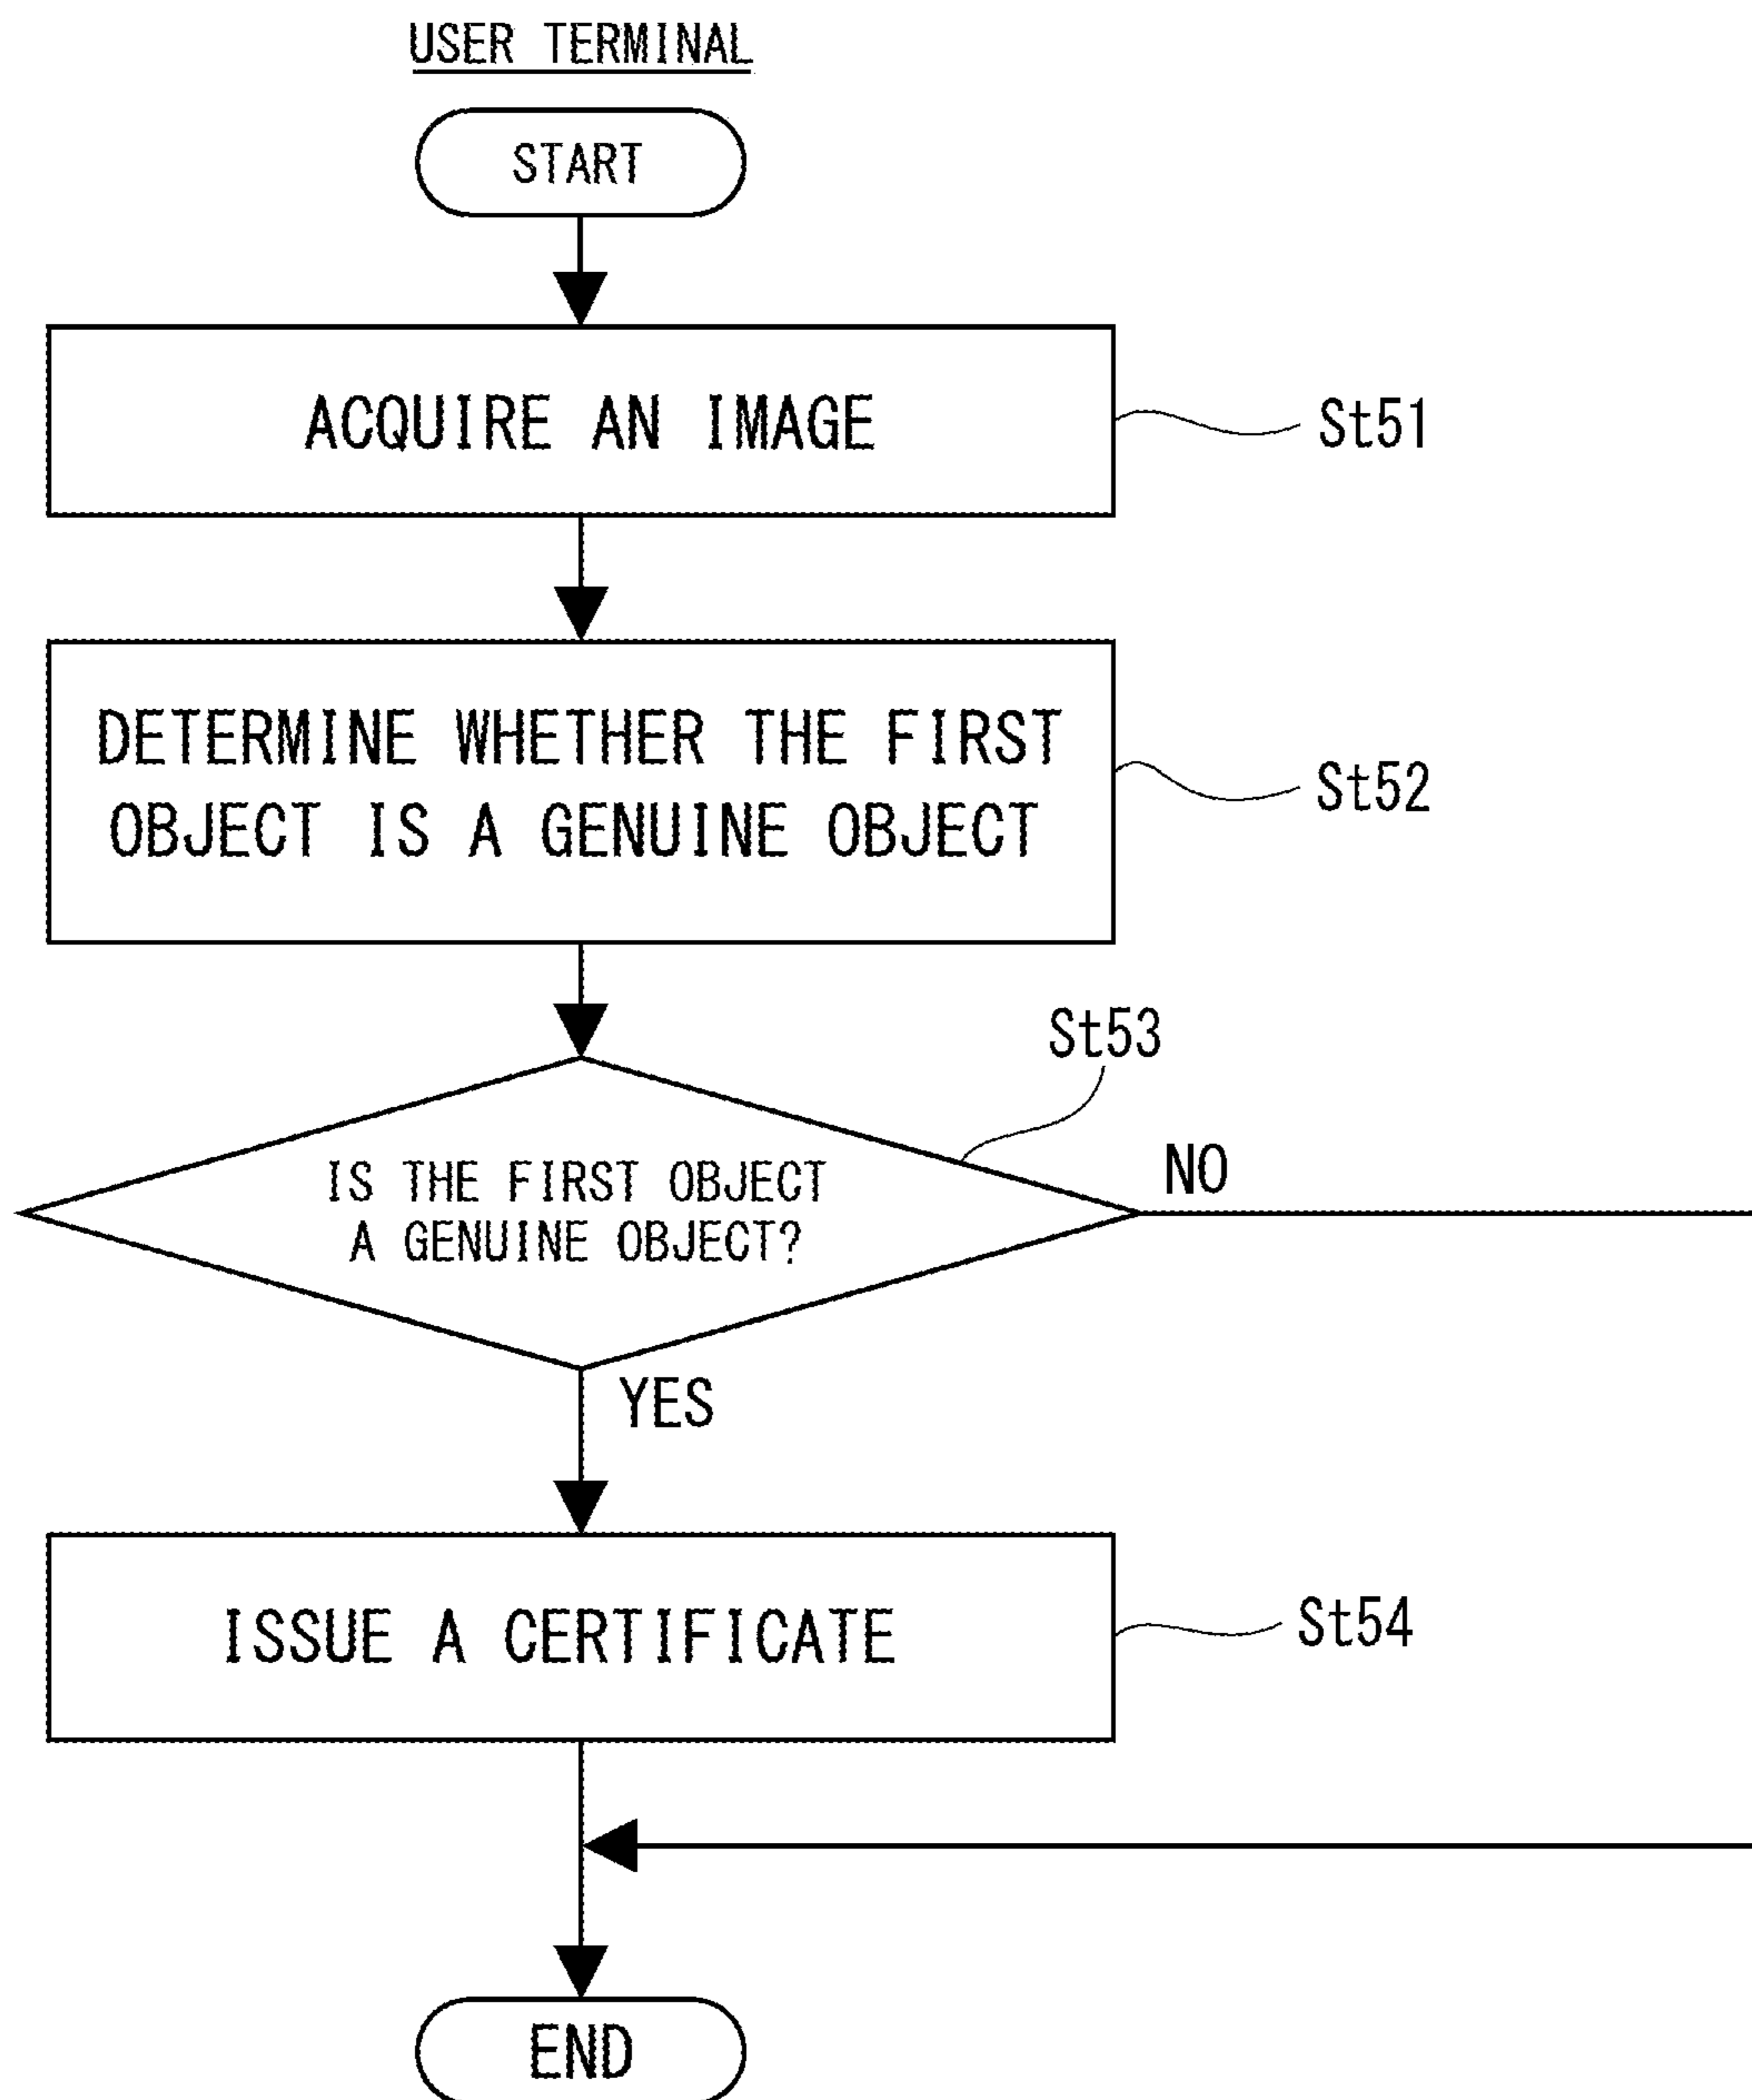 USER TERMINAL
START
ACQUIRE AN IMAGE
St51
DETERMINE WHETHER THE FIRST
OBJECT IS A GENUINE OBJECT
St52
St53
IS THE FIRST OBJECT
A GENUINE OBJECT?
NO
YES
ISSUE A CERTIFICATE
St54
END